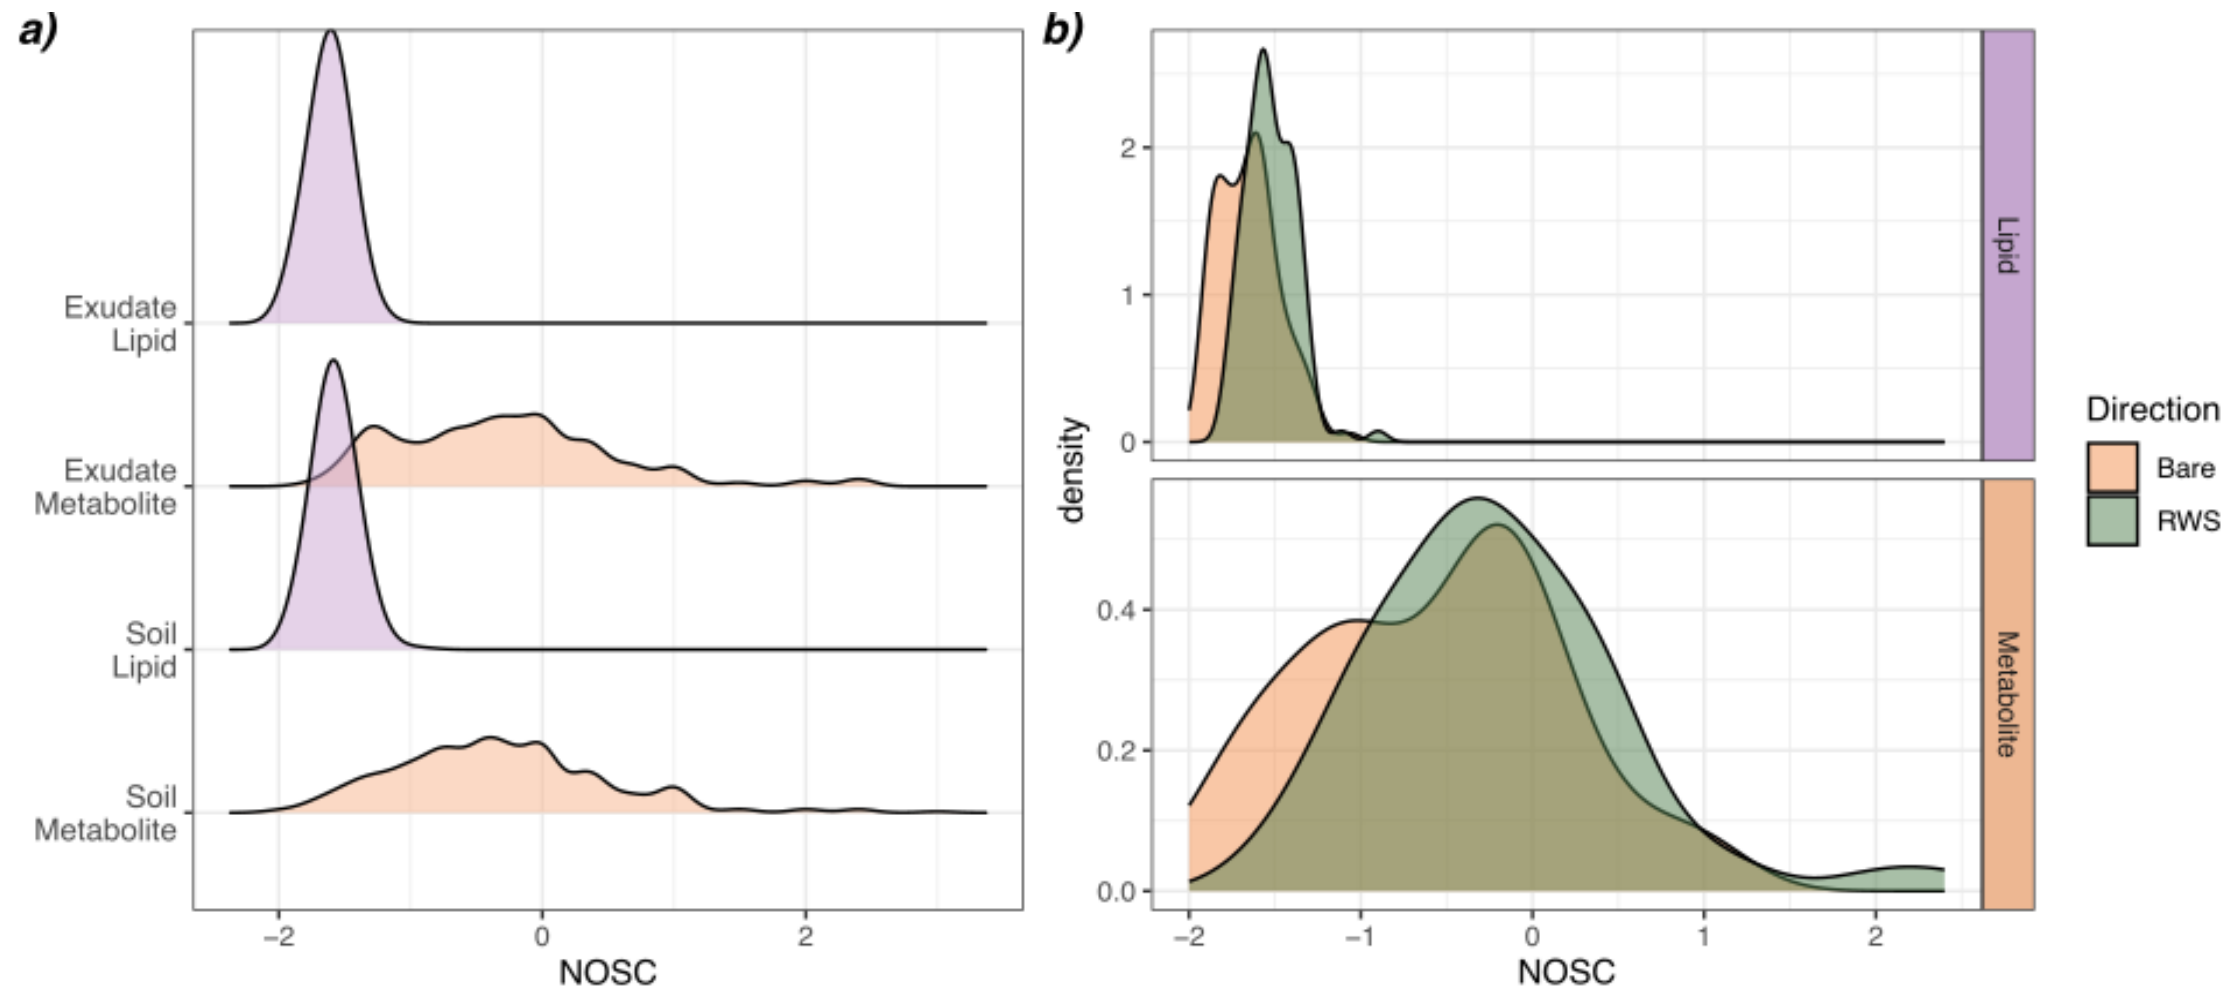 a)
Exudate
Lipid
Exudate
Metabolite
Soil
Lipid
Soil
Metabolite
−2
0
2
NOSC
b)
density
2
1
0
Lipid
0.4
0.2
0.0
Metabolite
−2
−1
0
1
2
NOSC
Direction
Bare
RWS